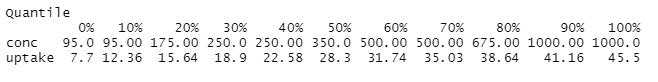 Quantile
0% 10% 20% 30% 40% 50% 60% 70% 80% 90% 100%
conc 95.0 95.00 175.00 250.0 250.00 350.0 500.00 500.00 675.00 1000.00 1000.0
uptake 7.7 12.36 15.64 18.9 22.58 28.3 31.74 35.03 38.64 41.16 45.5